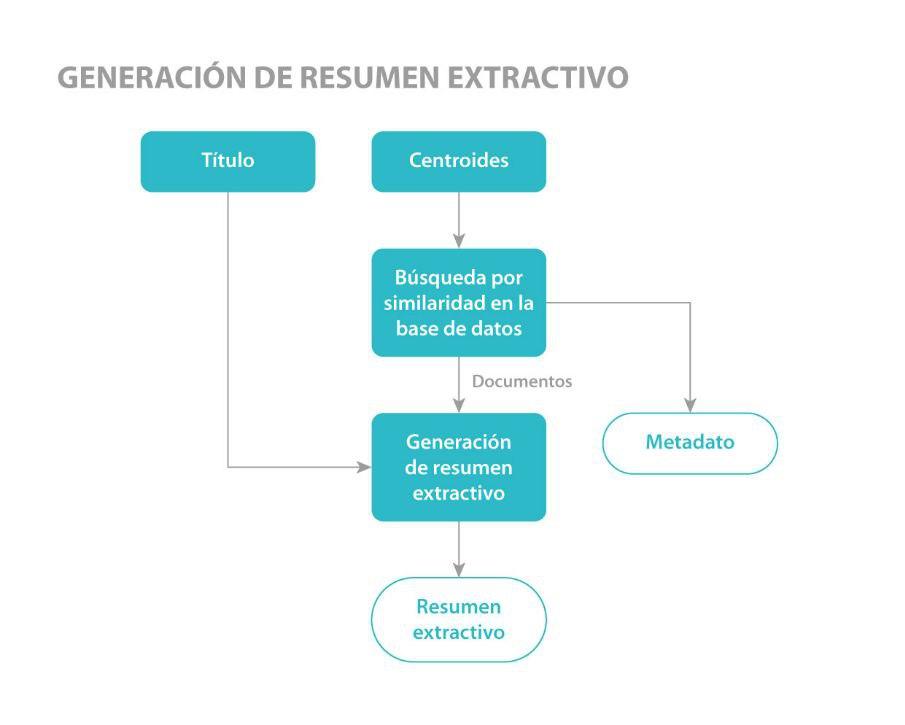 GENERACIÓN DE RESUMEN EXTRACTIVO
Título
Centroides
Búsqueda por
similaridad en la
base de datos
Documentos
Generación
de resumen
extractivo
Metadato
Resumen
extractivo